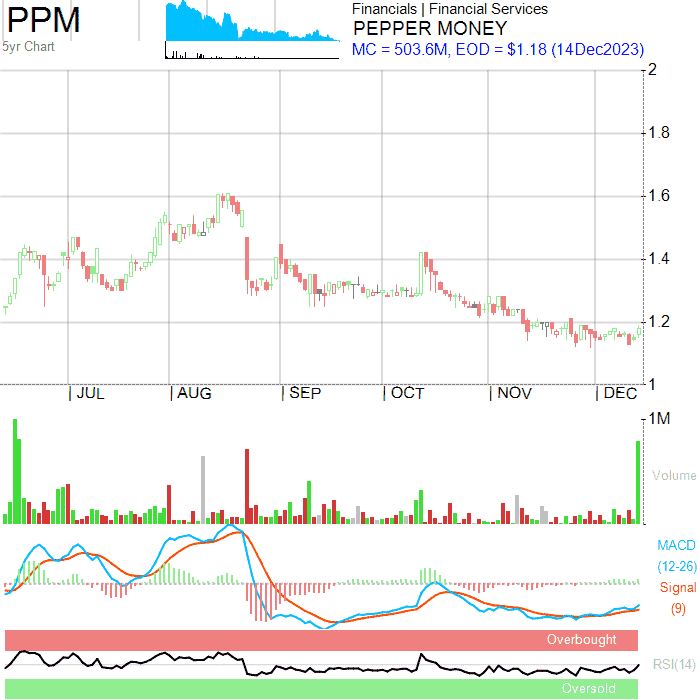 PPM
5yr Chart
Financials | Financial Services
PEPPER MONEY
MC = 503.6M, EOD = $1.18 (14Dec2023)
2
1.8
1.6
1.4
1.2
1
JUL AUG SEP OCT NOV DEC
1M
Volume
MACD
(12-26)
Signal
(9)
Overbought
RSI(14)
Oversold